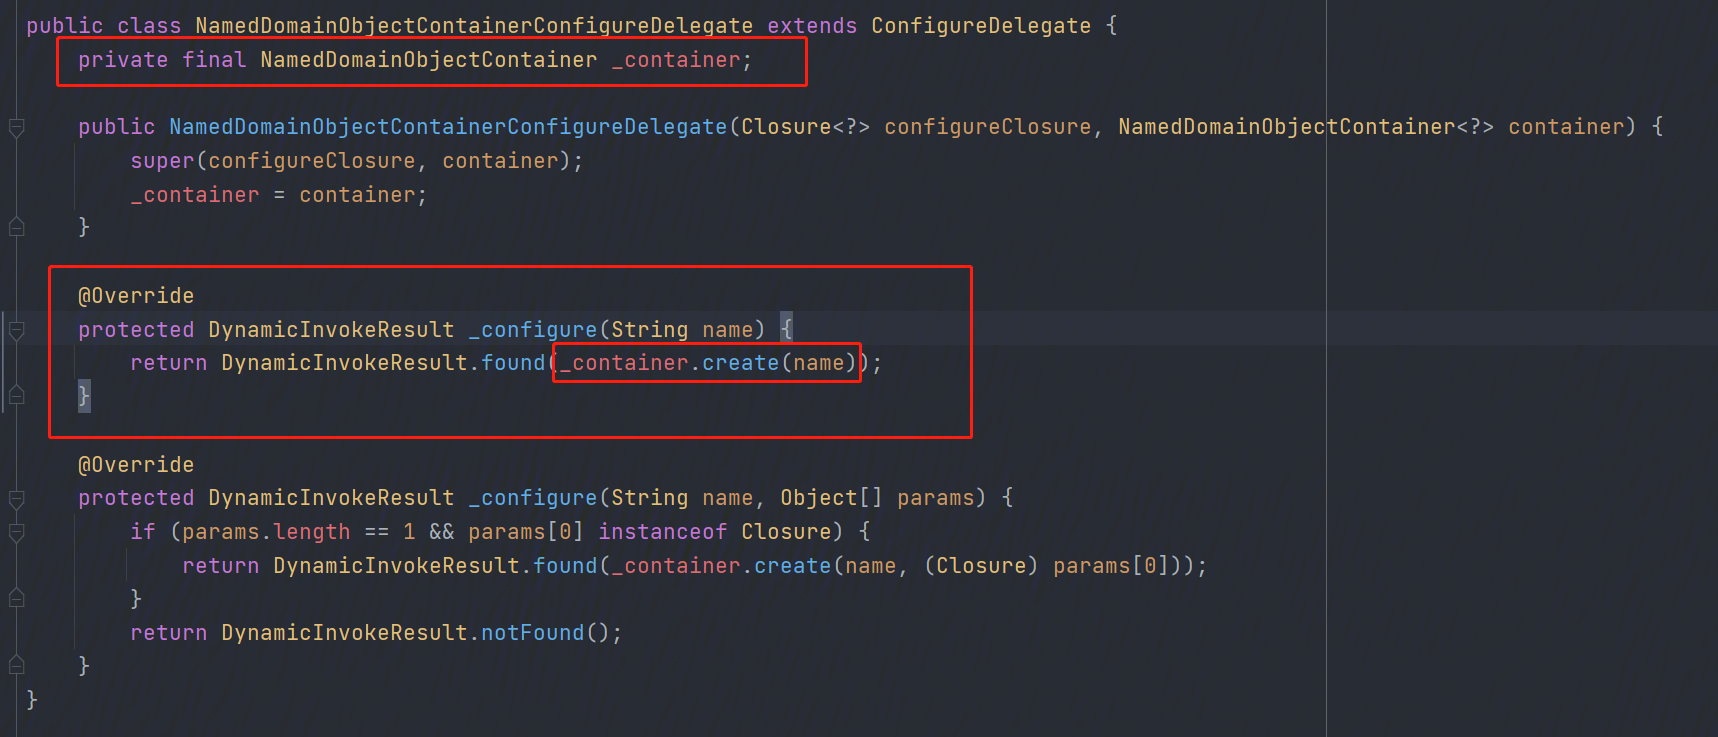 public class NamedDomainObjectContainerConfigureDelegate extends ConfigureDelegate {
private final NamedDomainObjectContainer _container;
public NamedDomainObjectContainerConfigureDelegate(Closure<?> configureClosure, NamedDomainObjectContainer<?> container) {
super(configureClosure, container);
_container = container;
}
@Override
protected DynamicInvokeResult _configure(String name) {
return DynamicInvokeResult.found(_container.create(name));
}
@Override
protected DynamicInvokeResult _configure(String name, Object[] params) {
if (params.length == 1 && params[0] instanceof Closure) {
return DynamicInvokeResult.found(_container.create(name, (Closure) params[0]));
}
return DynamicInvokeResult.notFound();
}
}